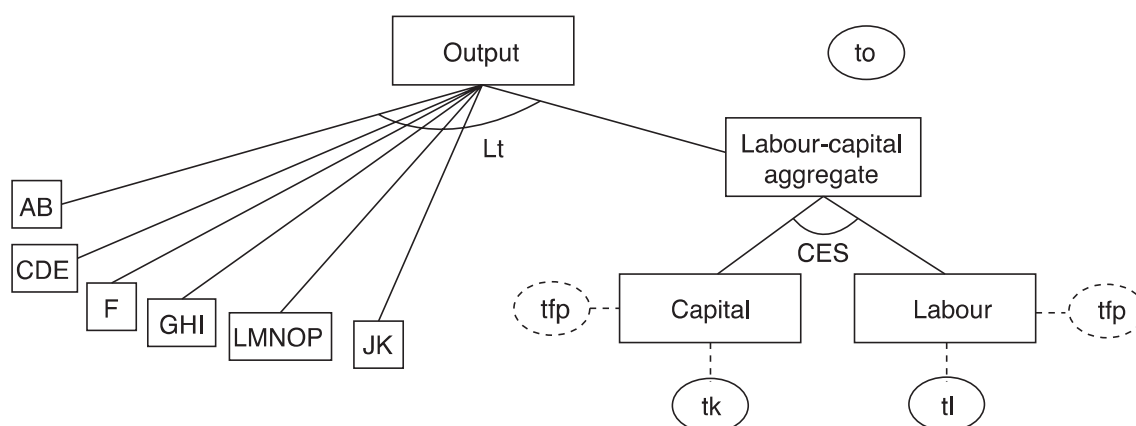 Output
to
Lt
Labour-capital
aggregate
AB
CDE
F
GHI
LMNOP
JK
CES
tfp
Capital
Labour
tfp
tk
tl